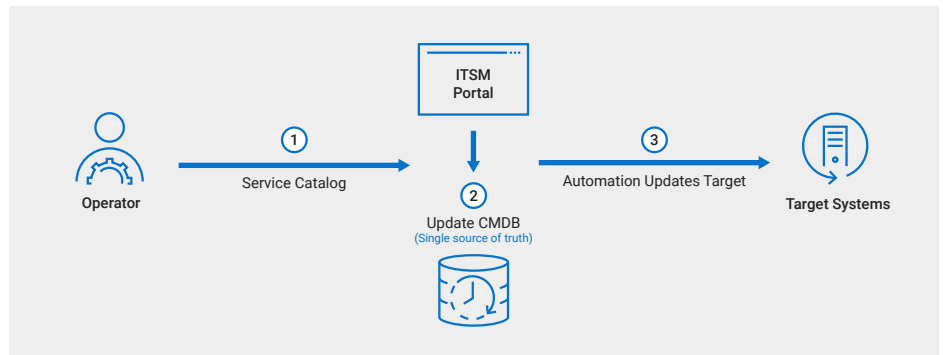 ITSM
Portal
1
Service Catalog
Operator
2
Update CMDB
(Single source of truth)
3
Automation Updates Target
Target Systems